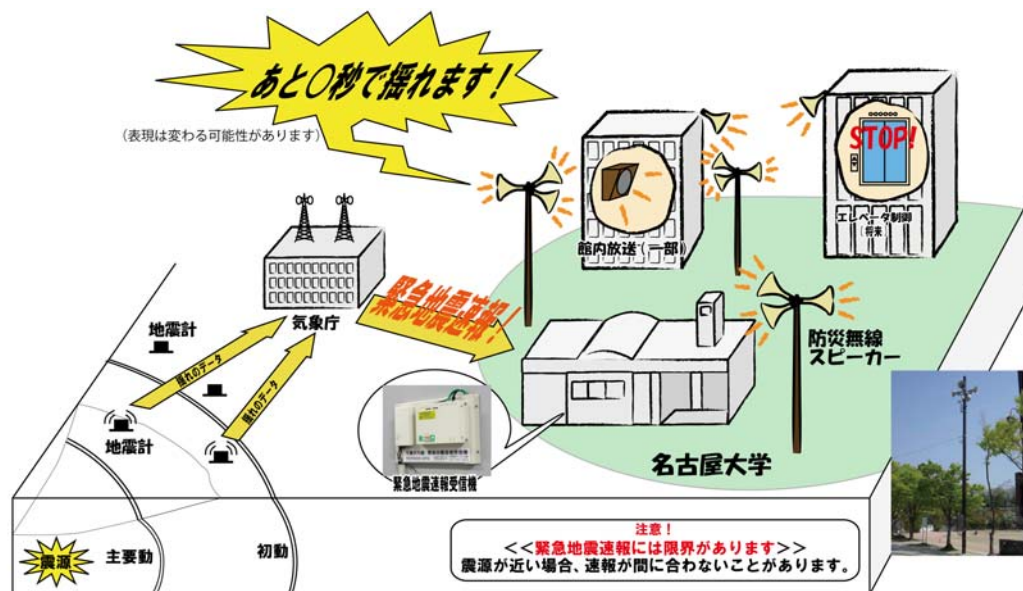 あと○秒で揺れます！
（表現は変わる可能性があります）
STOP!
エレベータ制御
（将来）
館内放送（一部）
気象庁
緊急地震速報！
地震計
揺れのデータ
揺れのデータ
地震計
防災無線
スピーカー
名古屋大学
緊急地震速報受信機
震源
主要動
初動
注意！
<<緊急地震速報には限界があります>>
震源が近い場合、速報が間に合わないことがあります。